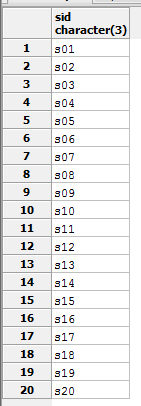 sid
character(3)
1 s01
2 s02
3 s03
4 s04
5 s05
6 s06
7 s07
8 s08
9 s09
10 s10
11 s11
12 s12
13 s13
14 s14
15 s15
16 s16
17 s17
18 s18
19 s19
20 s20